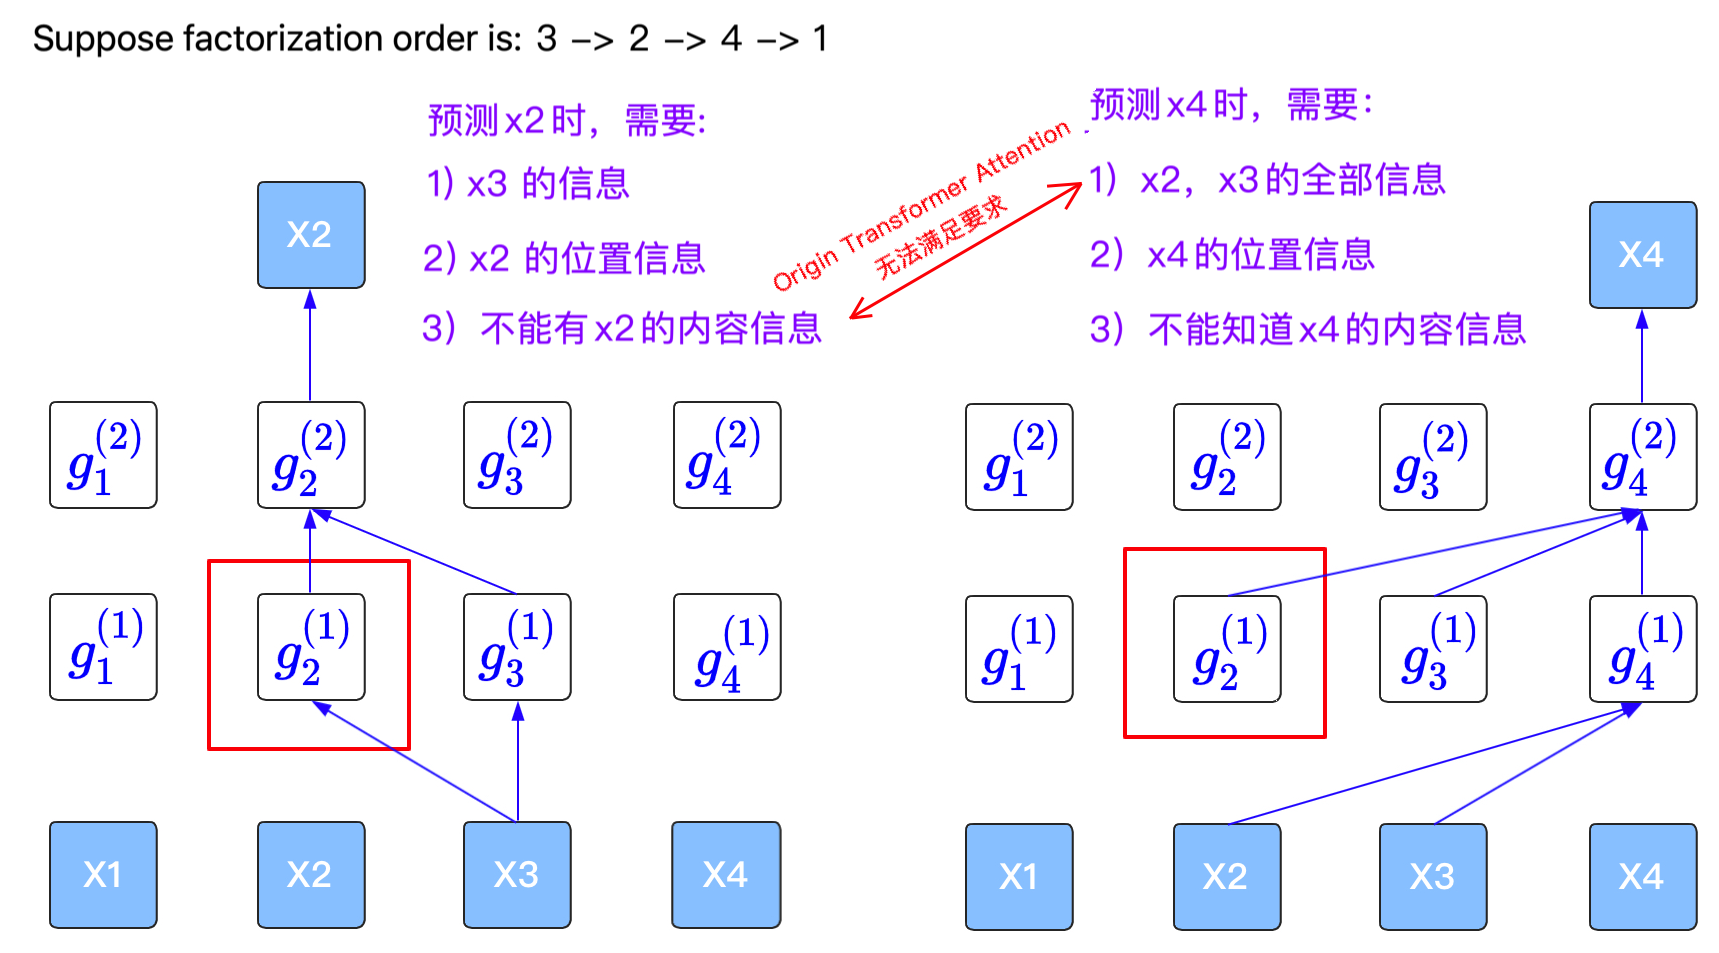 Suppose factorization order is: 3 –> 2 –> 4 –> 1
预测x2时，需要:
1) x3 的信息
2) x2 的位置信息
3）不能有x2的内容信息
Origin Transformer Attention
无法满足要求
预测x4时，需要：
1）x2，x3的全部信息
2）x4的位置信息
3）不能知道x4的内容信息
X2
X4
g_1^{(2)} g_2^{(2)} g_3^{(2)} g_4^{(2)}
g_1^{(2)} g_2^{(2)} g_3^{(2)} g_4^{(2)}
g_1^{(1)} g_2^{(1)} g_3^{(1)} g_4^{(1)}
g_1^{(1)} g_2^{(1)} g_3^{(1)} g_4^{(1)}
X1 X2 X3 X4
X1 X2 X3 X4